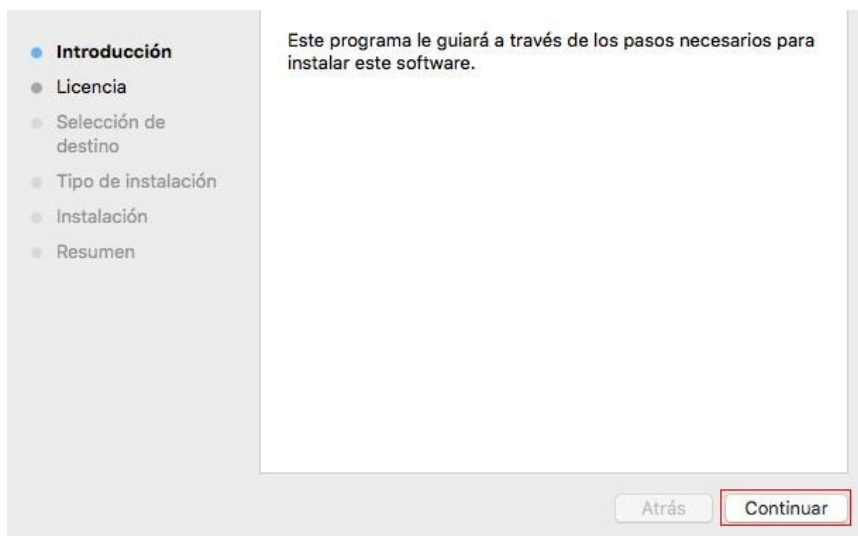 Introducción
Licencia
Selección de
destino
Tipo de instalación
Instalación
Resumen
Este programa le guiará a través de los pasos necesarios para
instalar este software.
Atrás
Continuar